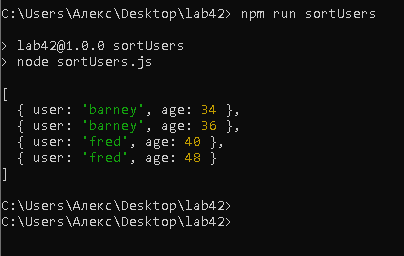 C:\Users\Алекс\Desktop\lab42> npm run sortUsers
> lab42@1.0.0 sortUsers
> node sortUsers.js
[
  { user: 'barney', age: 34 },
  { user: 'barney', age: 36 },
  { user: 'fred', age: 40 },
  { user: 'fred', age: 48 }
]
C:\Users\Алекс\Desktop\lab42>
C:\Users\Алекс\Desktop\lab42>